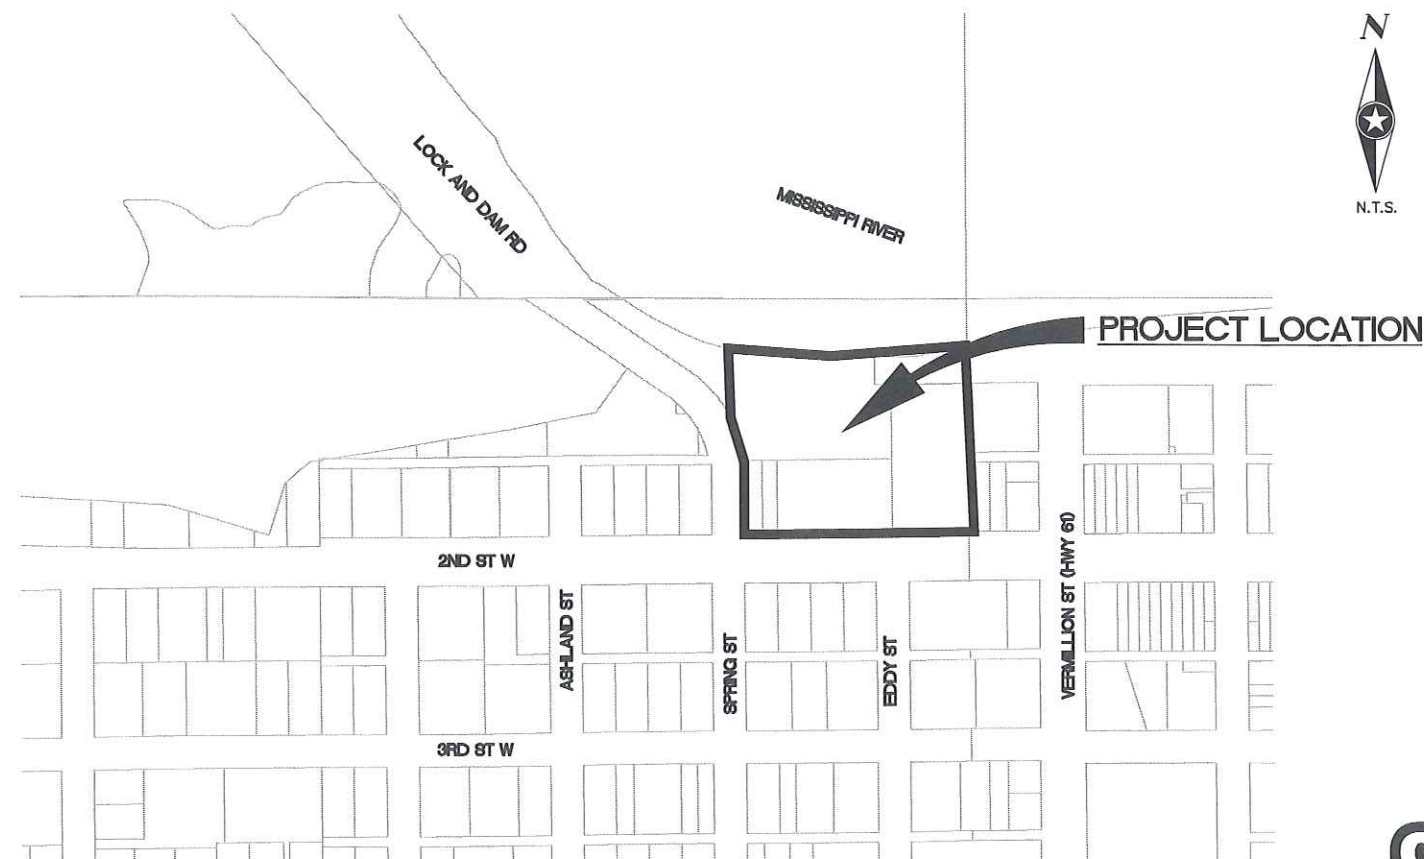 N
N.T.S.
LOCK AND DAM RD
MISSISSIPPI RIVER
PROJECT LOCATION
2ND ST W
ASHLAND ST
SPRING ST
EDDY ST
VERMILLION ST (HWY 61)
3RD ST W